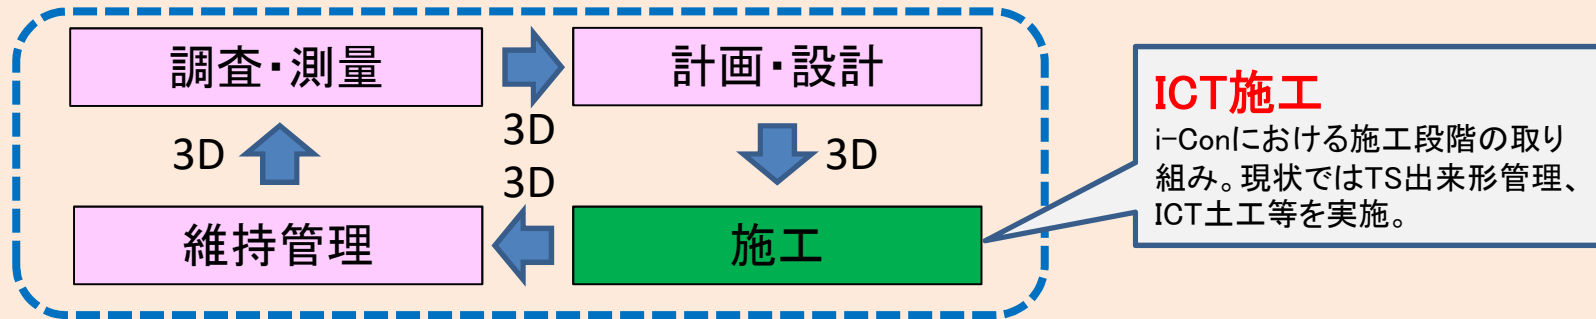 調査・測量
計画・設計
3D
3D
3D
3D
維持管理
施工
ICT施工
i-Conにおける施工段階の取り
組み。現状ではTS出来形管理、
ICT土工等を実施。